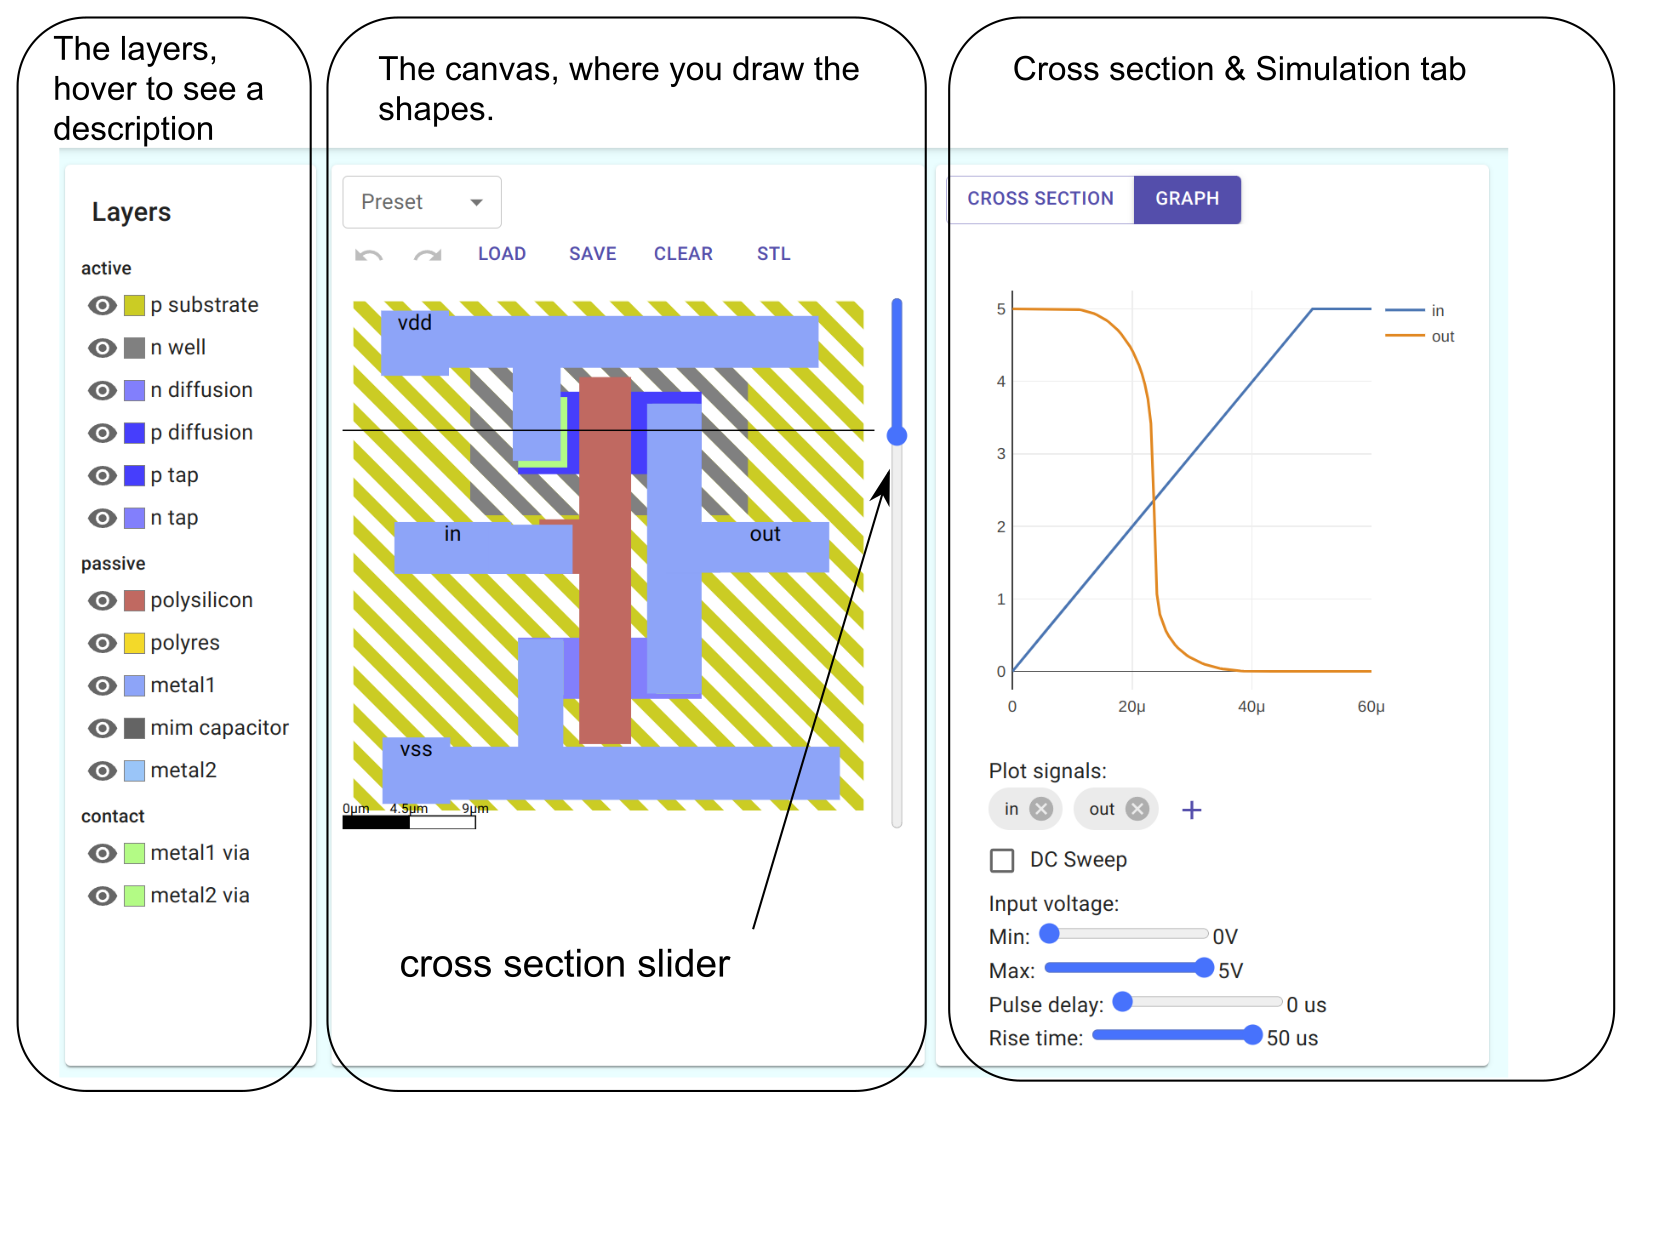 The layers,
hover to see a
description
The canvas, where you draw the
shapes.
Cross section & Simulation tab
Layers
active
p substrate
n well
n diffusion
p diffusion
p tap
n tap
passive
polysilicon
polyres
metal1
mim capacitor
metal2
contact
metal1 via
metal2 via
Preset
LOAD SAVE CLEAR STL
vdd
in
out
vss
0μm 4.5μm 9μm
cross section slider
CROSS SECTION GRAPH
5
4
3
2
1
0
0 20μ 40μ 60μ
in
out
Plot signals:
in out +
DC Sweep
Input voltage:
Min: 0V
Max: 5V
Pulse delay: 0 us
Rise time: 50 us